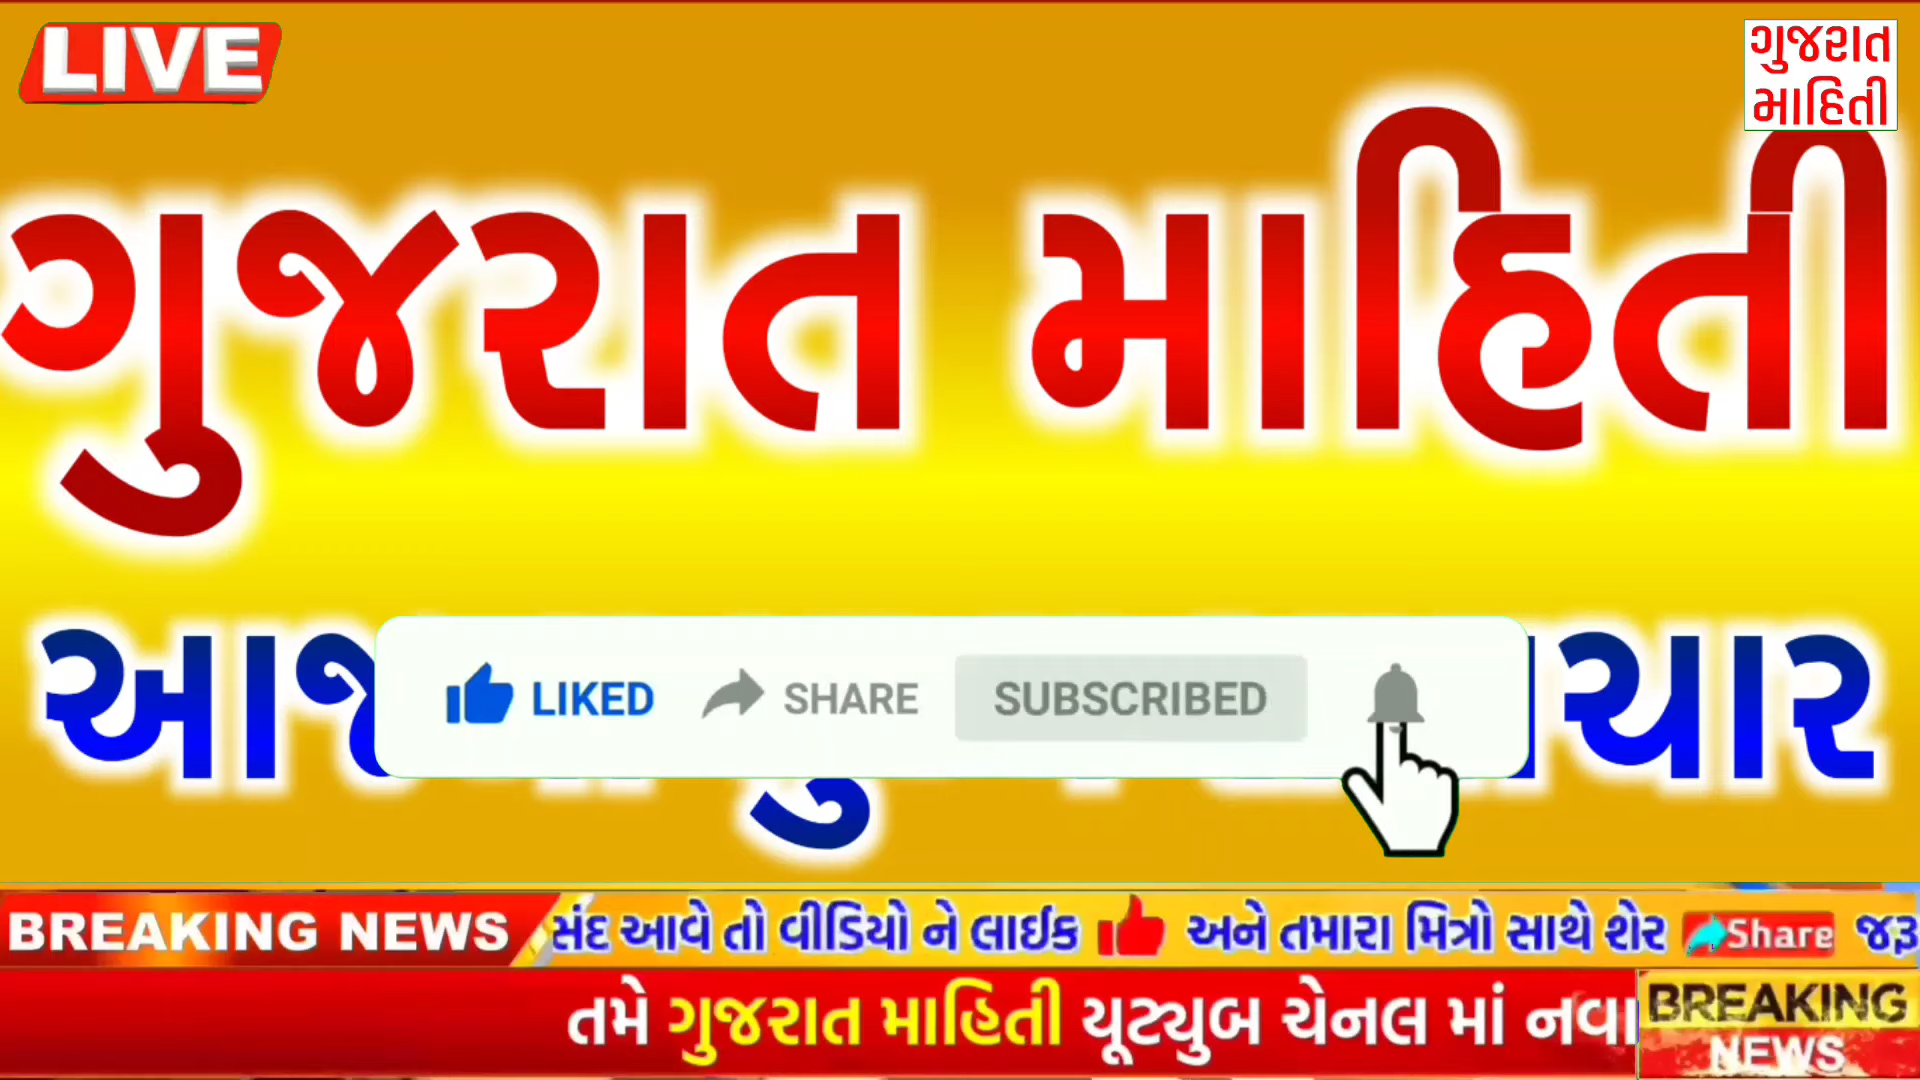 LIVE
ગુજરાત
માહિતી
ગુજરાત માહિતી
ચાર
LIKED SHARE SUBSCRIBED
BREAKING NEWS સંદ આવે તો વીડિયો ને લાઈક અને તમારા મિત્રો સાથે શેર Share જરૂ
તમે ગુજરાત માહિતી યૂટ્યુબ ચેનલ માં નવા BREAKING
NEWS